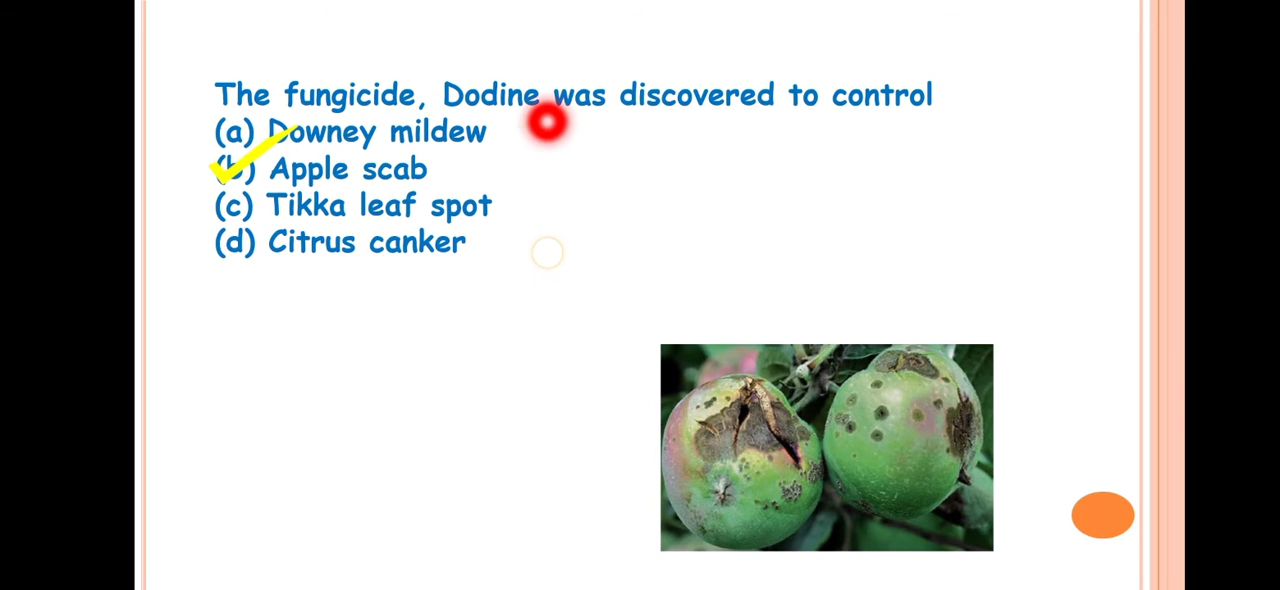 The fungicide, Dodine was discovered to control
(a) Downey mildew
(b) Apple scab
(c) Tikka leaf spot
(d) Citrus canker